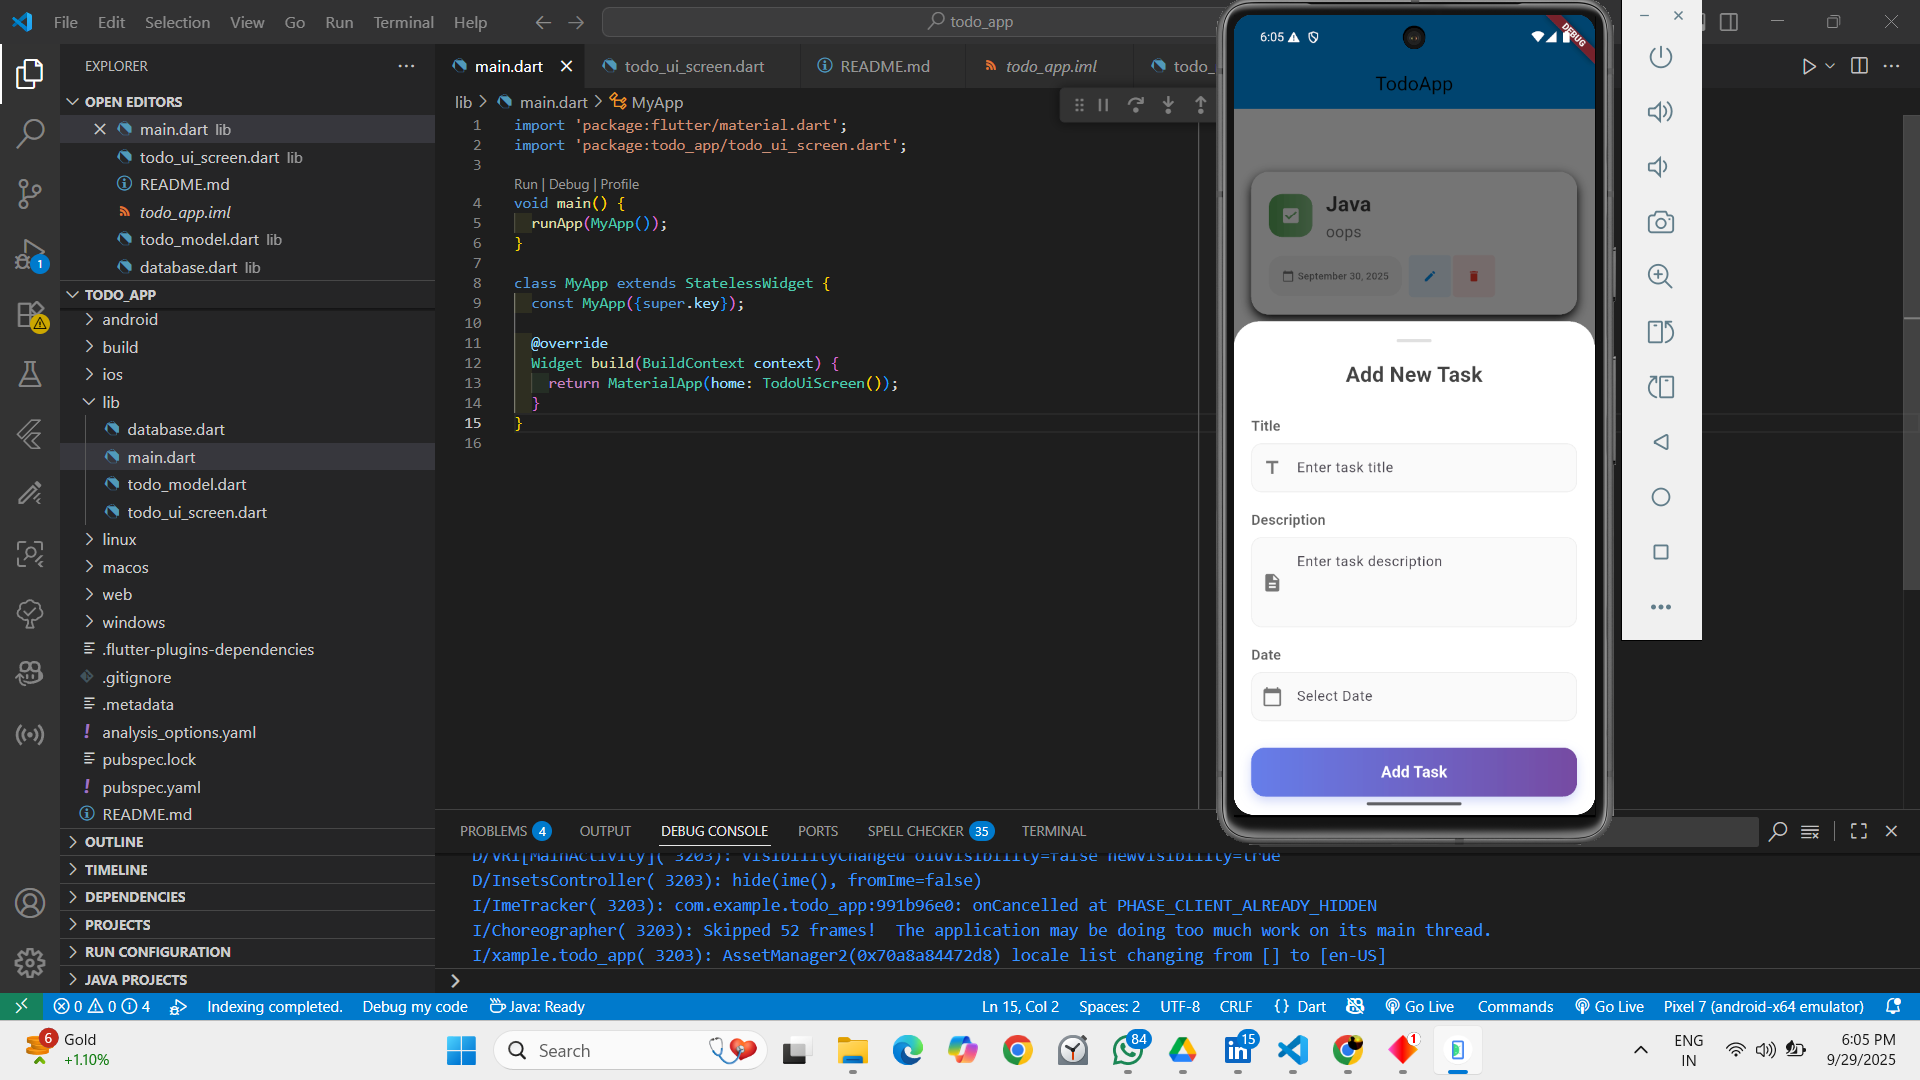 File Edit Selection View Go Run Terminal Help
todo_app
EXPLORER
OPEN EDITORS
main.dart lib
todo_ui_screen.dart lib
README.md
todo_app.iml
todo_model.dart lib
database.dart lib
TODO_APP
android
build
ios
lib
database.dart
main.dart
todo_model.dart
todo_ui_screen.dart
linux
macos
web
windows
.flutter-plugins-dependencies
.gitignore
.metadata
analysis_options.yaml
pubspec.lock
pubspec.yaml
README.md
OUTLINE
TIMELINE
DEPENDENCIES
PROJECTS
RUN CONFIGURATION
JAVA PROJECTS
1
main.dart todo_ui_screen.dart README.md todo_app.iml todo_
lib > main.dart > MyApp
1 import 'package:flutter/material.dart';
2 import 'package:todo_app/todo_ui_screen.dart';
3
Run | Debug | Profile
4 void main() {
5 runApp(MyApp());
6 }
7
8 class MyApp extends StatelessWidget {
9 const MyApp({super.key});
10
11 @override
12 Widget build(BuildContext context) {
13 return MaterialApp(home: TodoUiScreen());
14 }
15 }
16
6:05
DEBUG
TodoApp
Java
oops
September 30, 2025
Add New Task
Title
Enter task title
Description
Enter task description
Date
Select Date
Add Task
PROBLEMS 4 OUTPUT DEBUG CONSOLE PORTS SPELL CHECKER 35 TERMINAL
D/VRI[MainActivity]( 3203): visibilityChanged oldVisibility=false newVisibility=true
D/InsetsController( 3203): hide(ime(), fromIme=false)
I/ImeTracker( 3203): com.example.todo_app:991b96e0: onCancelled at PHASE_CLIENT_ALREADY_HIDDEN
I/Choreographer( 3203): Skipped 52 frames!  The application may be doing too much work on its main thread.
I/xample.todo_app( 3203): AssetManager2(0x70a8a84472d8) locale list changing from [] to [en-US]
0 0 4 Indexing completed. Debug my code Java: Ready Ln 15, Col 2 Spaces: 2 UTF-8 CRLF {} Dart Go Live Commands Go Live Pixel 7 (android-x64 emulator)
6 Gold
+1.10%
Search
84
15
1
ENG
IN
6:05 PM
9/29/2025